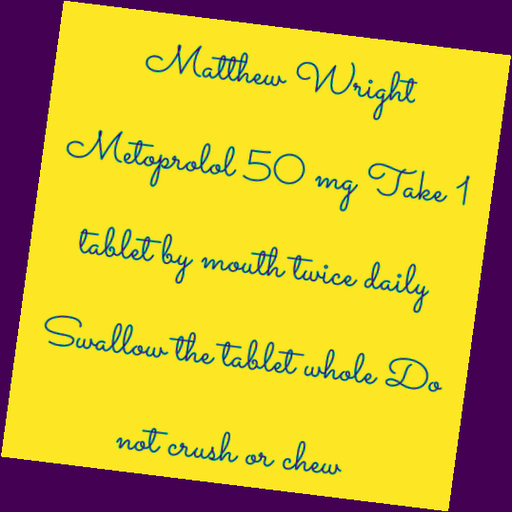 Matthew Wright
Metoprolol 50 mg Take 1
tablet by mouth twice daily
Swallow the tablet whole Do
not crush or chew